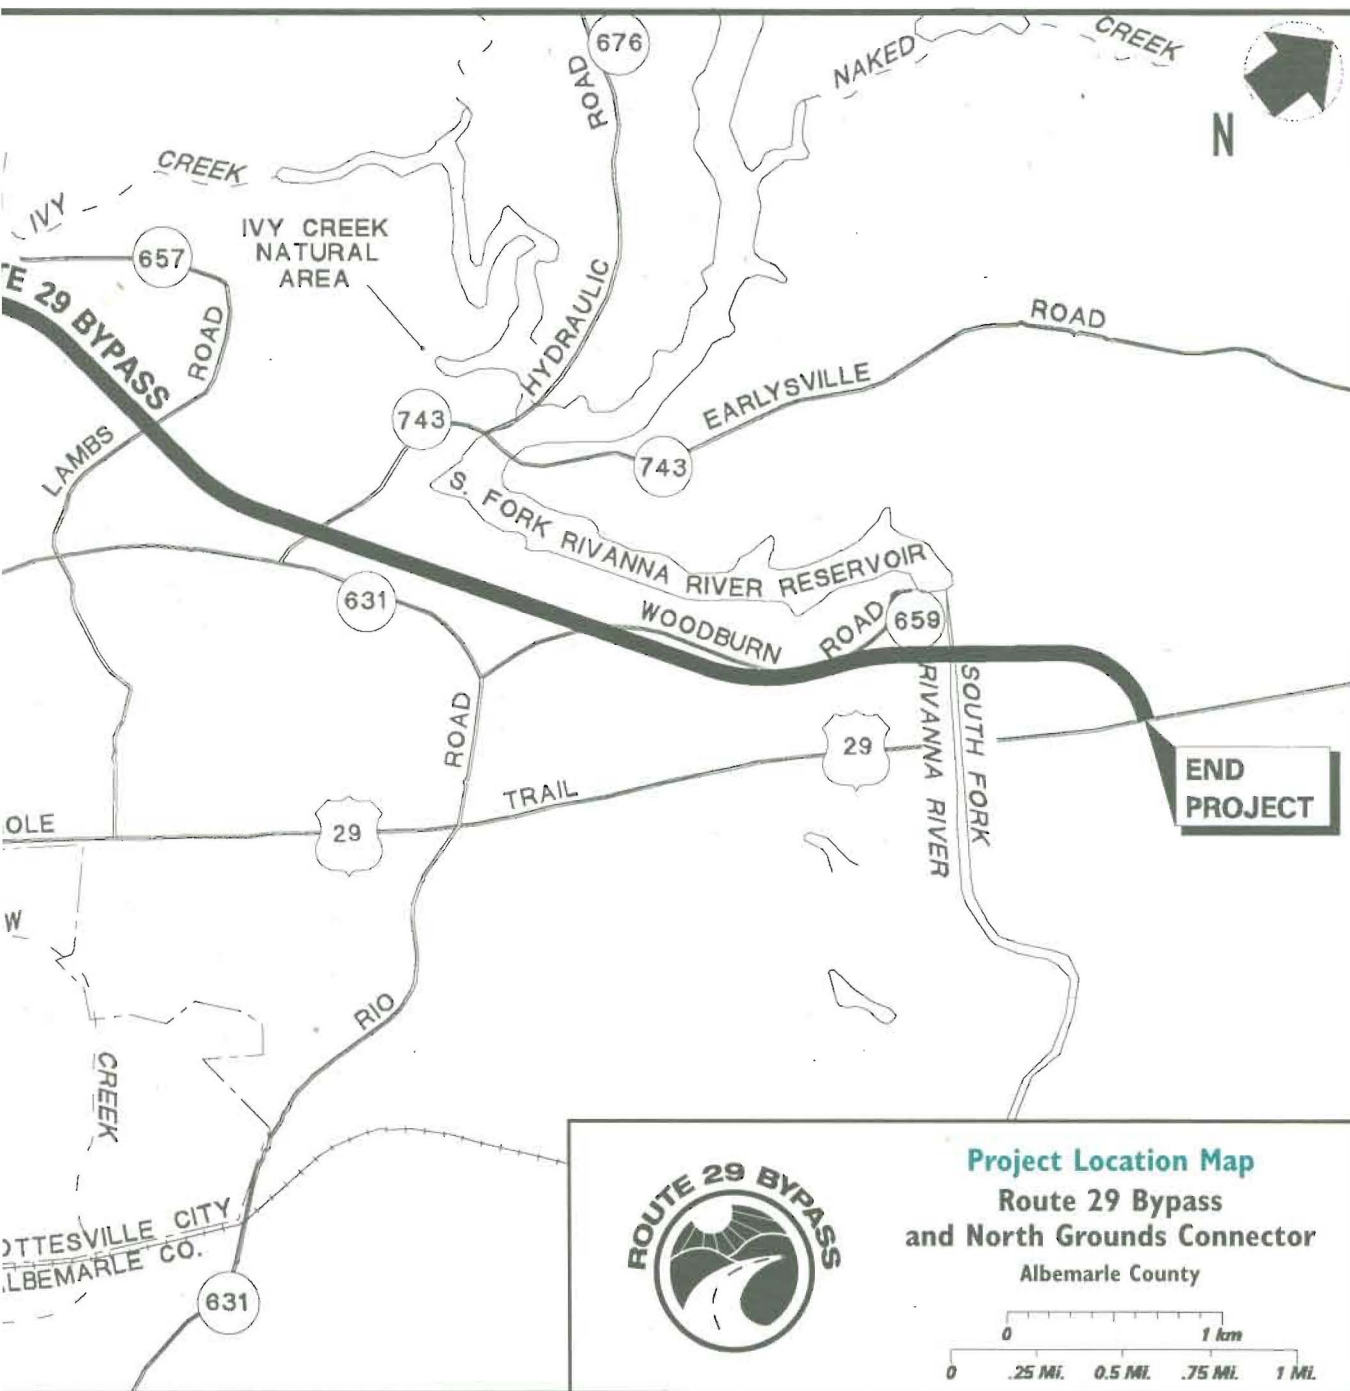 676
ROAD
NAKED
CREEK
N
CREEK
IVY
IVY CREEK
NATURAL
AREA
657
TE 29 BYPASS
ROAD
HYDRAULIC
ROAD
EARLYSVILLE
743
743
LAMBS
S. FORK RIVANNA RIVER RESERVOIR
631
WOODBURN
ROAD
659
ROAD
RIVANNA RIVER
SOUTH FORK
29
END
PROJECT
TRAIL
OLE
29
W
RIO
CREEK
OTTESVILLE CITY
LBEMARLE CO.
631
ROUTE 29 BYPASS
Project Location Map
Route 29 Bypass
and North Grounds Connector
Albemarle County
0 1 km
0 .25 Mi. 0.5 Mi. .75 Mi. 1 Mi.